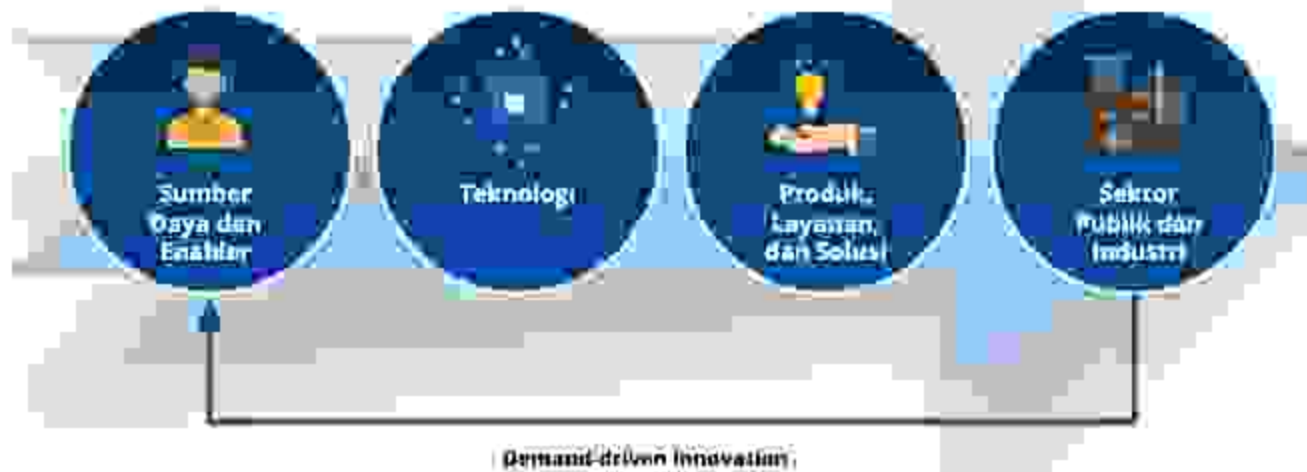 Sumber
Daya dan
Enabler
Teknologi
Produk,
Layanan,
dan Solusi
Sektor
Publik dan
Industri
Demand-driven Innovation